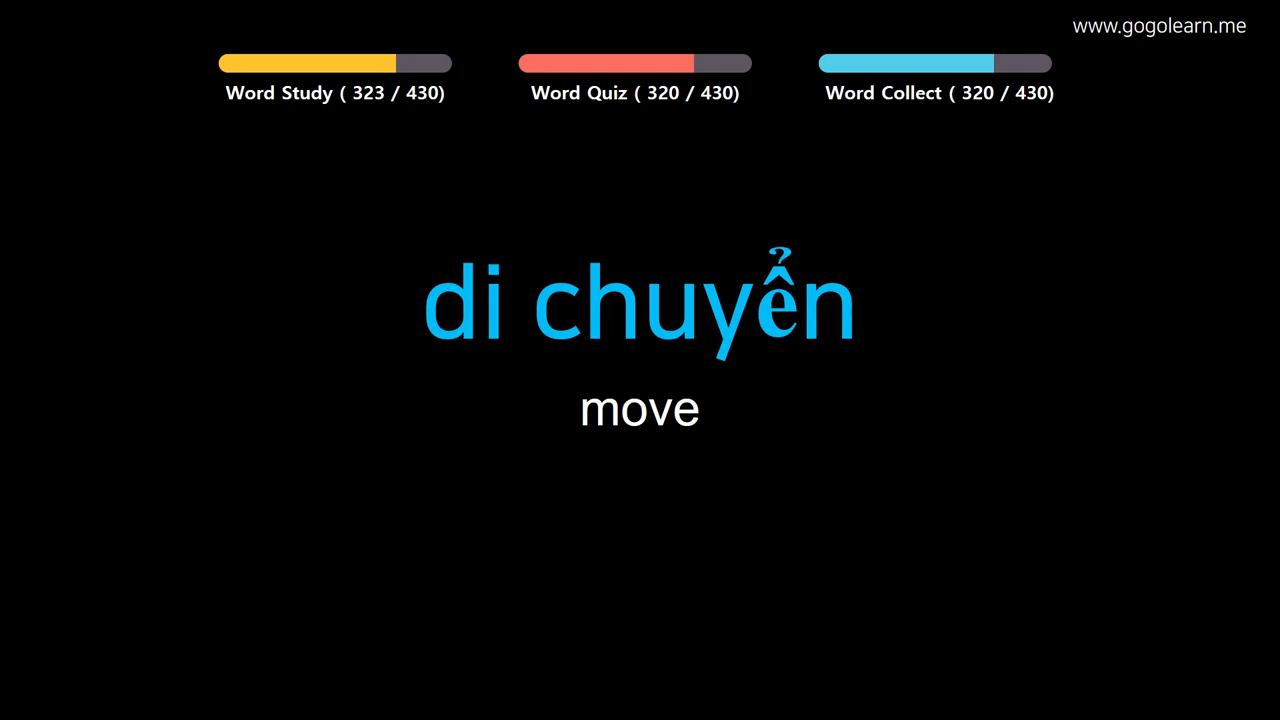 www.gogolearn.me
Word Study ( 323 / 430)
Word Quiz ( 320 / 430)
Word Collect ( 320 / 430)
di chuyển
move